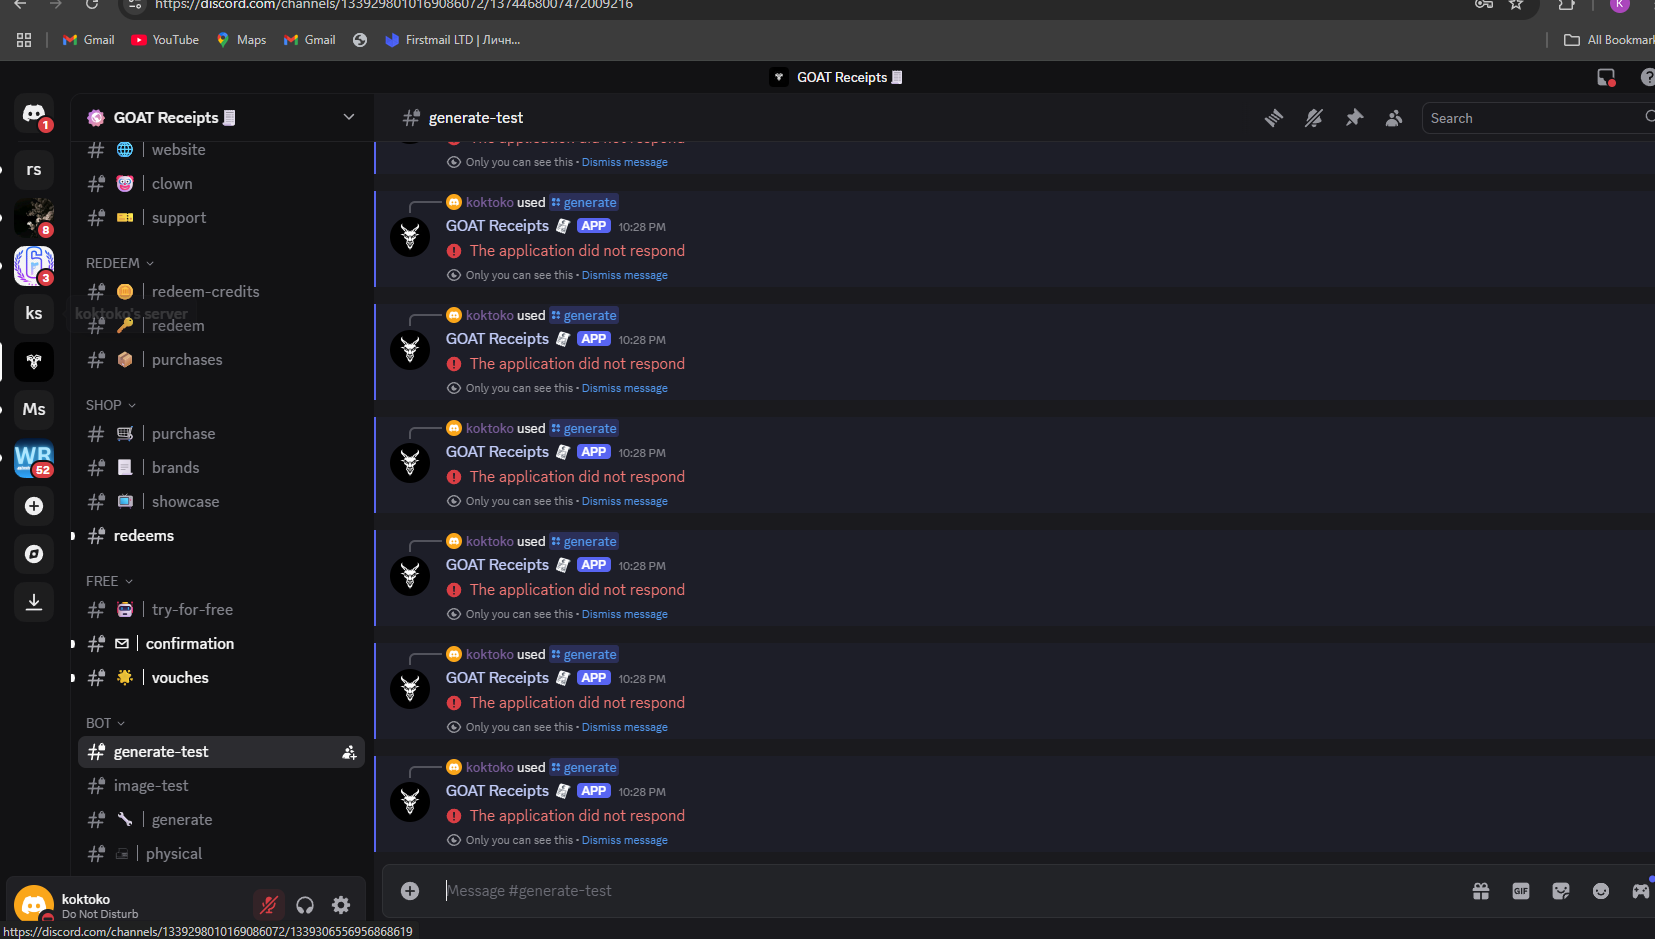 https://discord.com/channels/1339298010169086072/1374468007472009216
K
Gmail
YouTube
Maps
Gmail
Firstmail LTD | Личн...
All Bookmark
GOAT Receipts
1
rs
8
3
ks
Ms
WR
52
GOAT Receipts
website
clown
support
REDEEM
redeem-credits
koktoko's server
redeem
purchases
SHOP
purchase
brands
showcase
redeems
FREE
try-for-free
confirmation
vouches
BOT
generate-test
image-test
generate
physical
koktoko
Do Not Disturb
https://discord.com/channels/1339298010169086072/1339306556956868619
generate-test
Search
The application did not respond
Only you can see this • Dismiss message
koktoko used generate
GOAT Receipts APP 10:28 PM
The application did not respond
Only you can see this • Dismiss message
koktoko used generate
GOAT Receipts APP 10:28 PM
The application did not respond
Only you can see this • Dismiss message
koktoko used generate
GOAT Receipts APP 10:28 PM
The application did not respond
Only you can see this • Dismiss message
koktoko used generate
GOAT Receipts APP 10:28 PM
The application did not respond
Only you can see this • Dismiss message
koktoko used generate
GOAT Receipts APP 10:28 PM
The application did not respond
Only you can see this • Dismiss message
koktoko used generate
GOAT Receipts APP 10:28 PM
The application did not respond
Only you can see this • Dismiss message
Message #generate-test
GIF